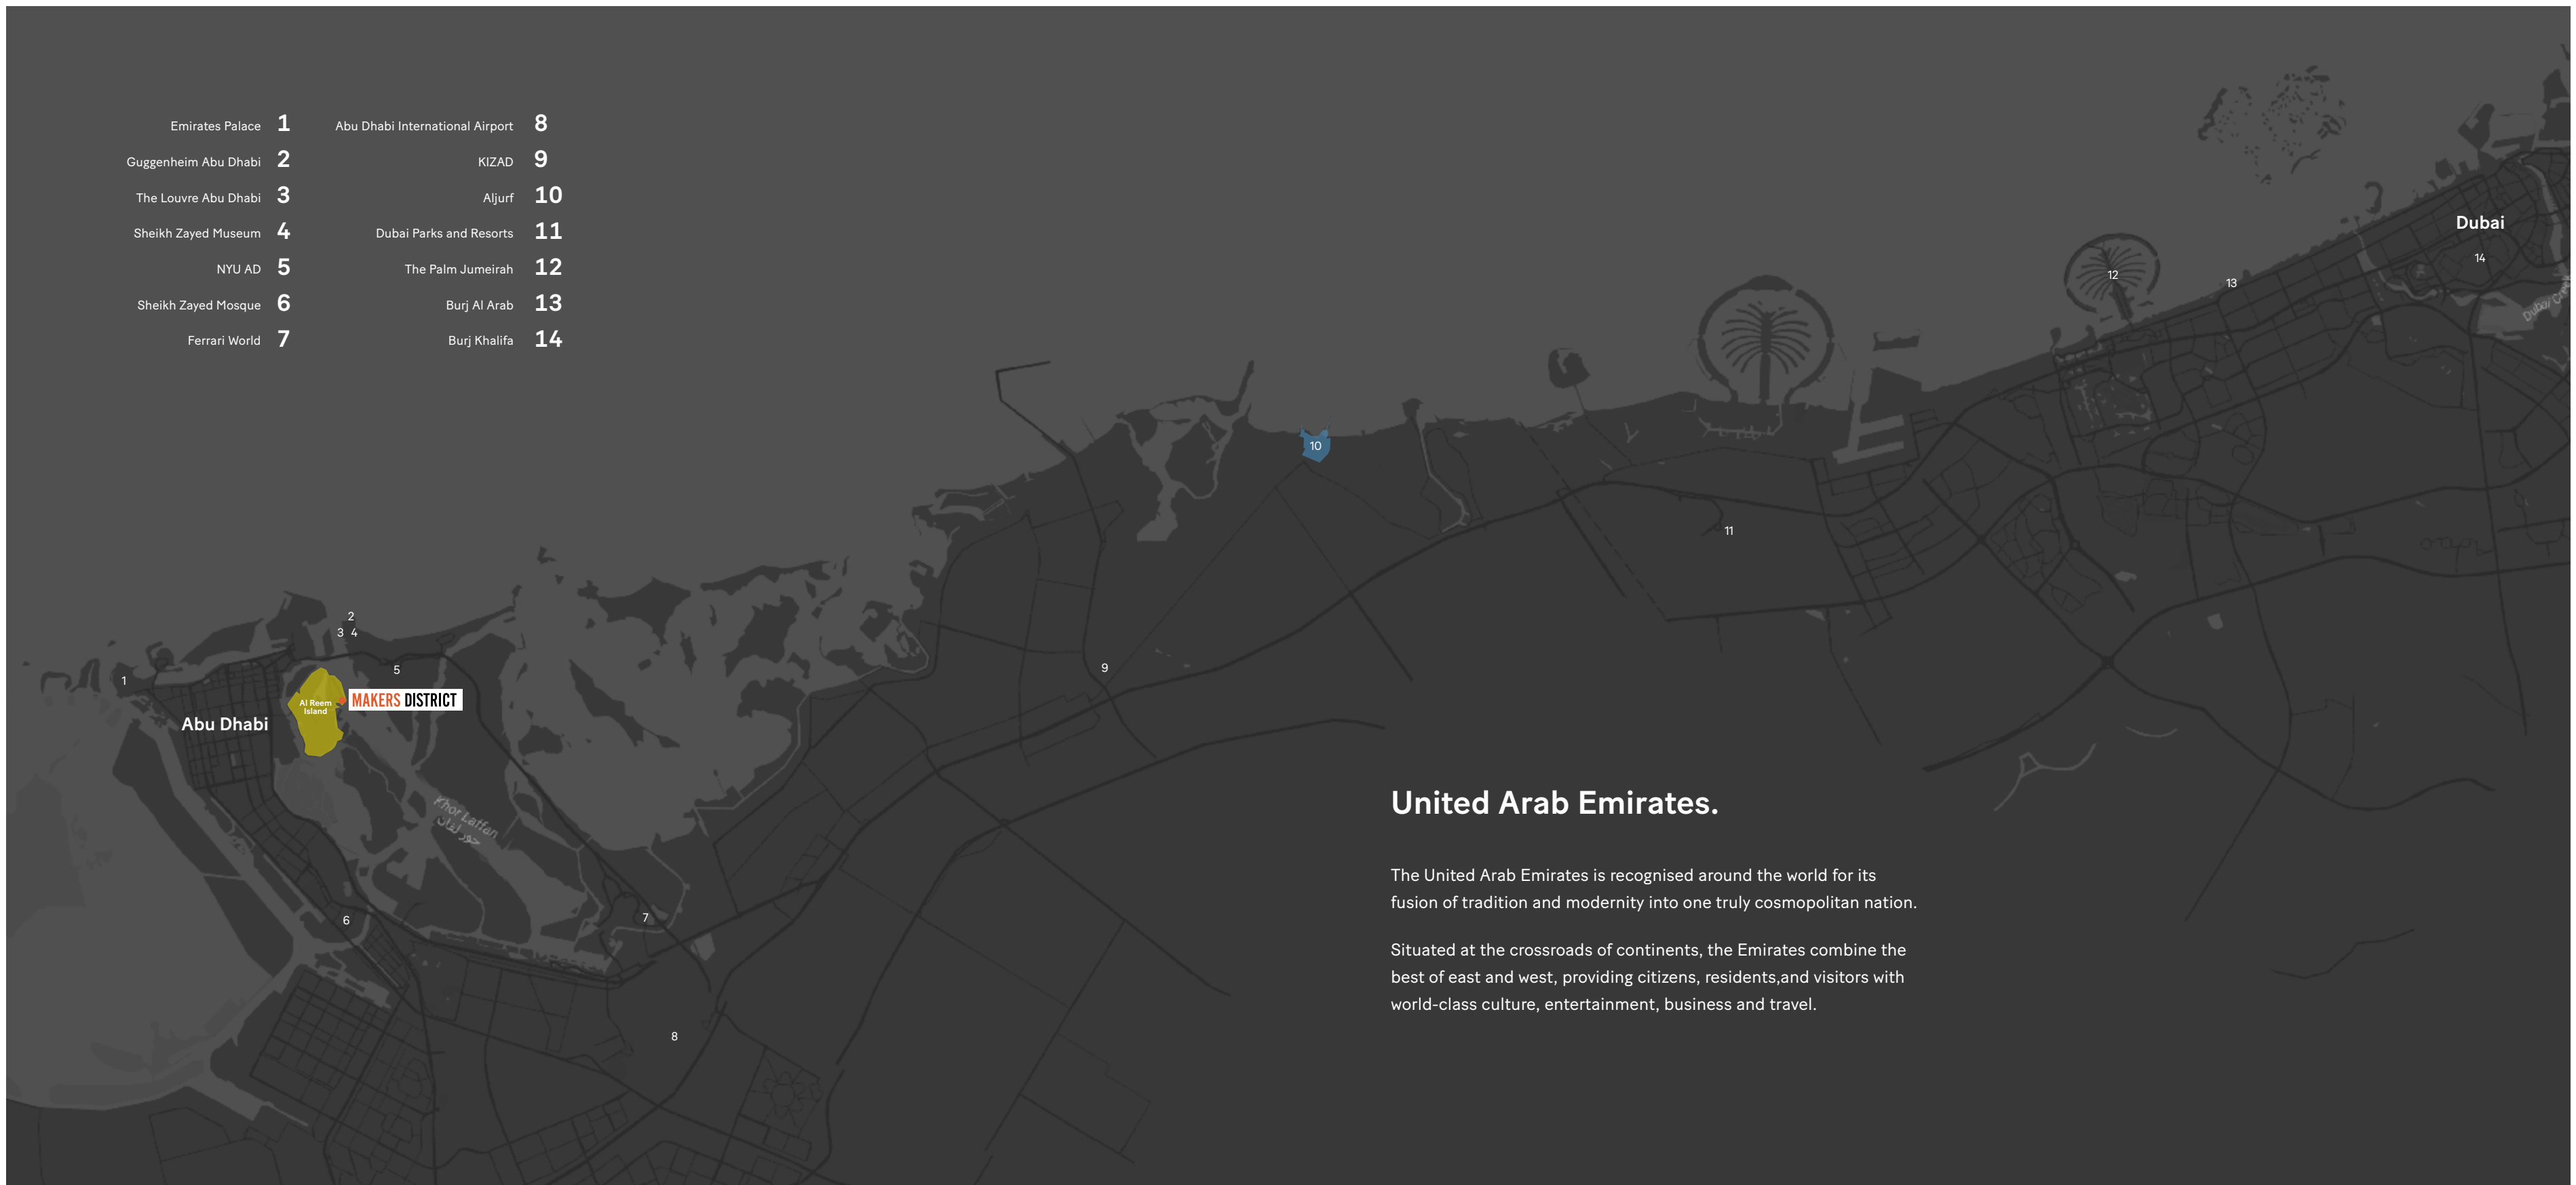 Emirates Palace 1
Guggenheim Abu Dhabi 2
The Louvre Abu Dhabi 3
Sheikh Zayed Museum 4
NYU AD 5
Sheikh Zayed Mosque 6
Ferrari World 7
Abu Dhabi International Airport 8
KIZAD 9
Aljurf 10
Dubai Parks and Resorts 11
The Palm Jumeirah 12
Burj Al Arab 13
Burj Khalifa 14
Dubai
14
12
13
Dubai Creek
10
11
2
3 4
5
9
1
Al Reem
Island
MAKERS DISTRICT
Abu Dhabi
Khor Laffan
خور لفان
6
7
8
United Arab Emirates.
The United Arab Emirates is recognised around the world for its
fusion of tradition and modernity into one truly cosmopolitan nation.
Situated at the crossroads of continents, the Emirates combine the
best of east and west, providing citizens, residents,and visitors with
world-class culture, entertainment, business and travel.